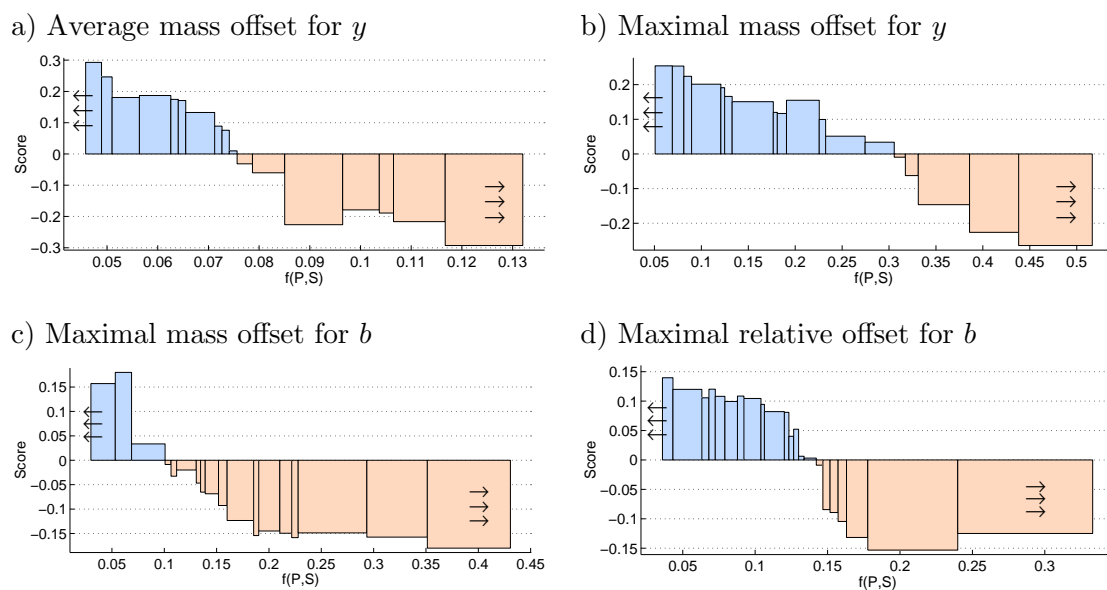 a) Average mass offset for y
0.3
0.2
0.1
0
−0.1
−0.2
−0.3
Score
0.05 0.06 0.07 0.08 0.09 0.1 0.11 0.12 0.13
f(P,S)
b) Maximal mass offset for y
0.2
0.1
0
−0.1
−0.2
Score
0.05 0.1 0.15 0.2 0.25 0.3 0.35 0.4 0.45 0.5
f(P,S)
c) Maximal mass offset for b
0.15
0.1
0.05
0
−0.05
−0.1
−0.15
Score
0.05 0.1 0.15 0.2 0.25 0.3 0.35 0.4 0.45
f(P,S)
d) Maximal relative offset for b
0.15
0.1
0.05
0
−0.05
−0.1
−0.15
Score
0.05 0.1 0.15 0.2 0.25 0.3
f(P,S)